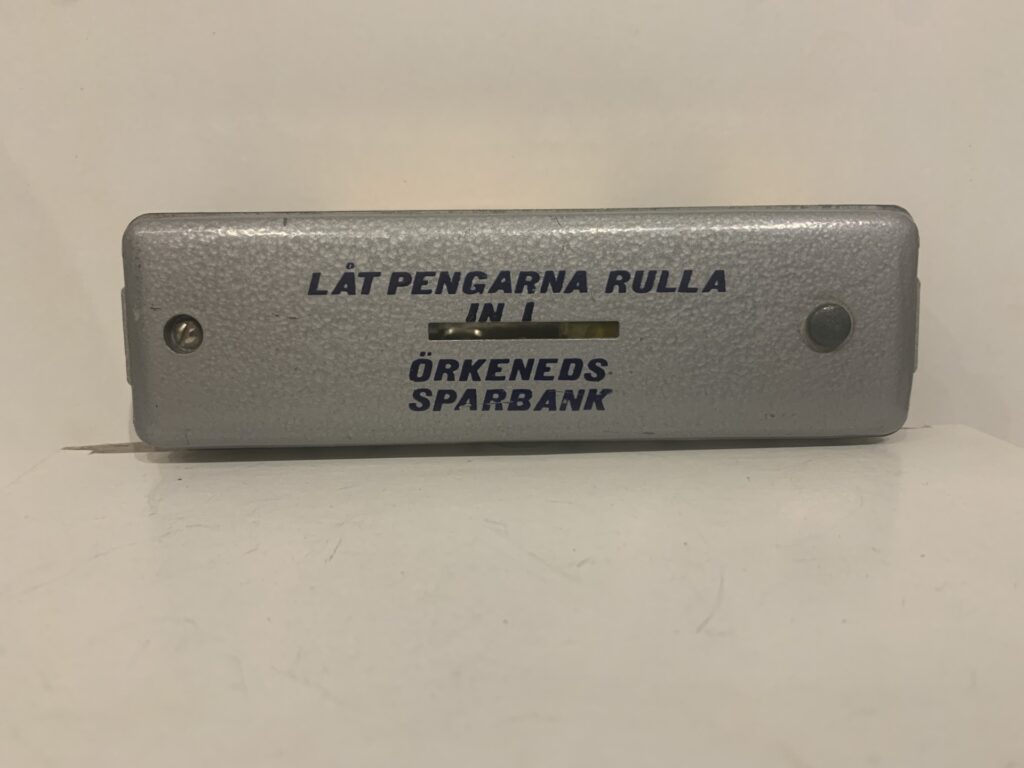 LÅT PENGARNA RULLA
IN I
ÖRKENEDS
SPARBANK